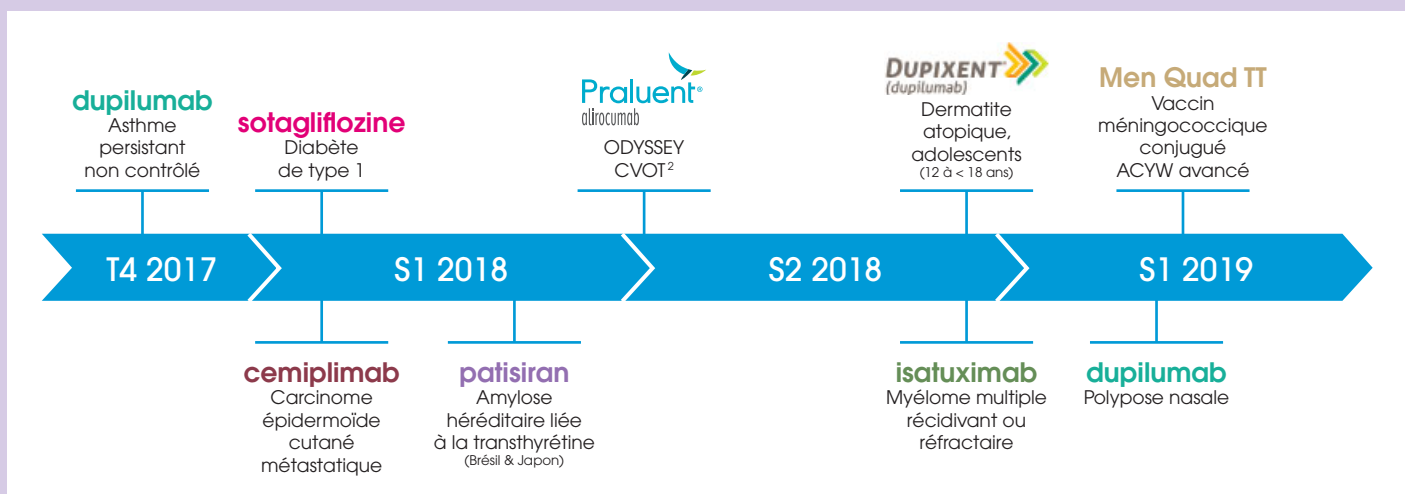 dupilumab
Asthme
persistant
non contrôlé
sotagliflozine
Diabète
de type 1
Praluent®
alirocumab
ODYSSEY
CVOT²
DUPIXENT
(dupilumab)
Dermatite
atopique,
adolescents
(12 à < 18 ans)
Men Quad TT
Vaccin
méningococcique
conjugué
ACYW avancé
T4 2017
S1 2018
S2 2018
S1 2019
cemiplimab
Carcinome
épidermoïde
cutané
métastatique
patisiran
Amylose
héréditaire liée
à la transthyrétine
(Brésil & Japon)
isatuximab
Myélome multiple
récidivant ou
réfractaire
dupilumab
Polypose nasale